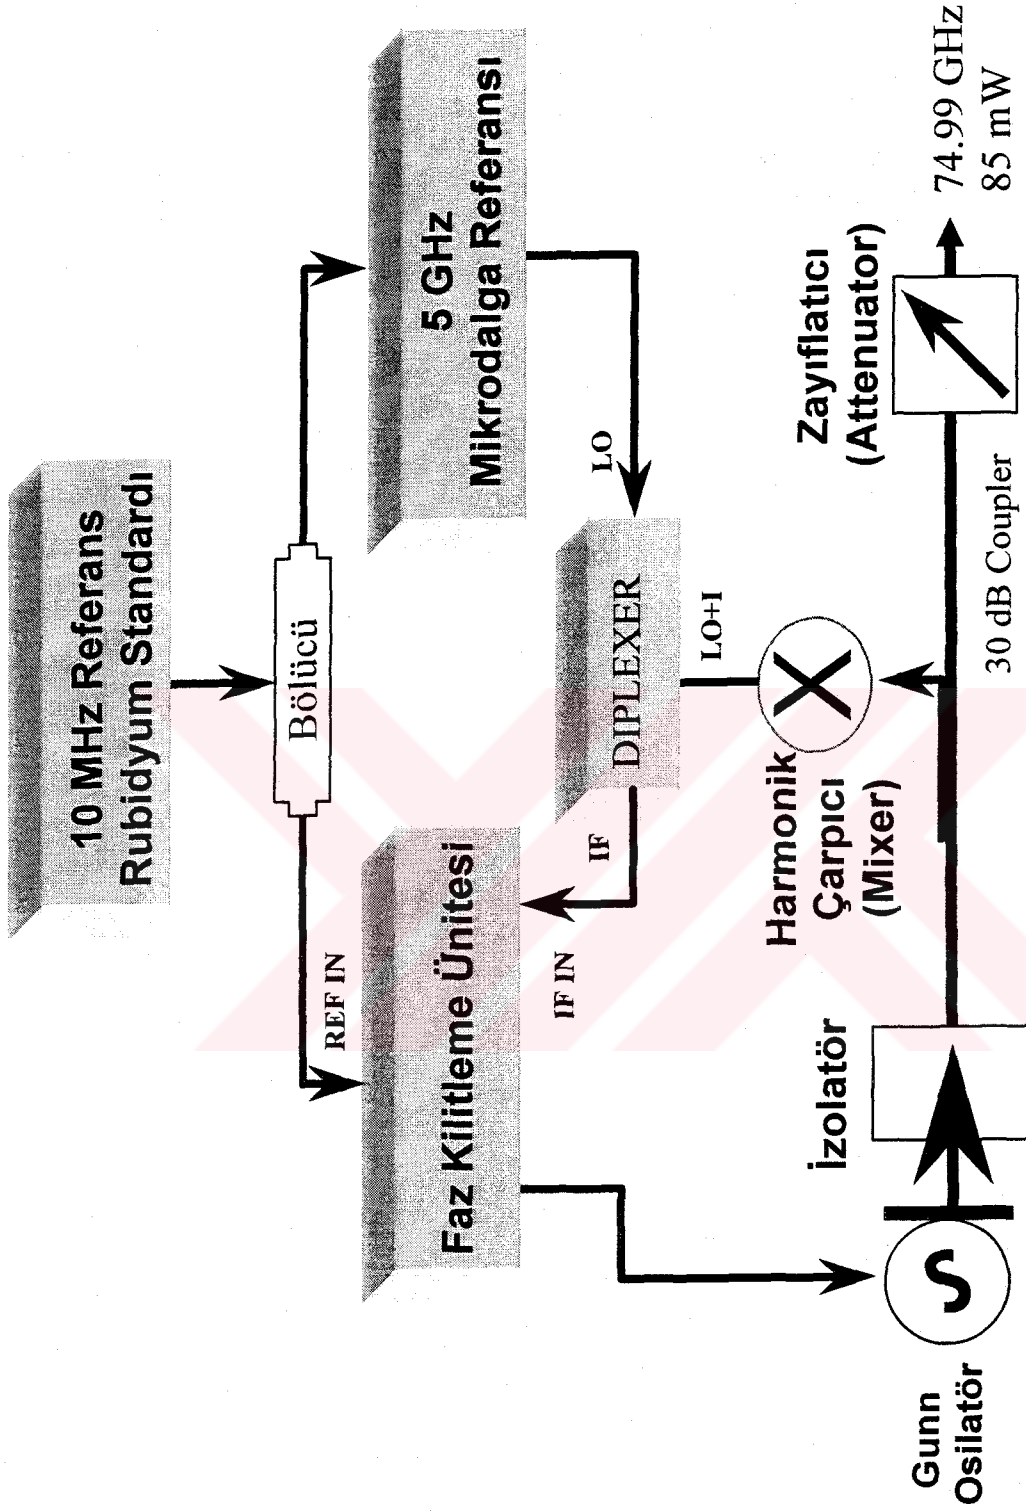 10 MHz Referans
Rubidyum Standardı
Bölücü
REF IN
Faz Kilitleme Ünitesi
5 GHz
Mikrodalga Referansı
IF IN
IF
LO
DIPLEXER
LO+I
Harmonik
Çarpıcı
(Mixer)
Gunn
Osilatör
İzolatör
30 dB Coupler
Zayıflatıcı
(Attenuator)
74.99 GHz
85 mW